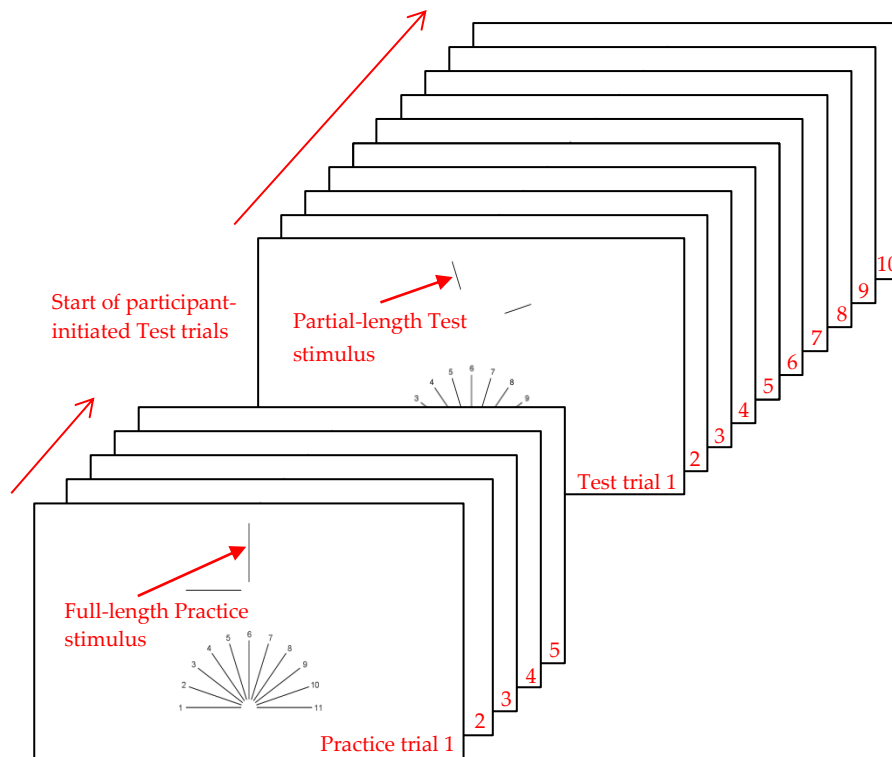 10
9
8
7
6
5
4
3
2
Start of participant-
initiated Test trials
Partial-length Test
stimulus
6
5 7
4 8
3 9
Test trial 1
5
4
3
2
Full-length Practice
stimulus
6
5 7
4 8
3 9
2 10
1 11
Practice trial 1